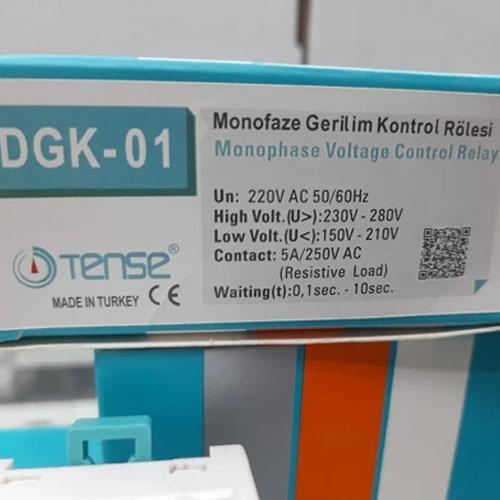 DGK-01
TENSE®
MADE IN TURKEY CE
Monofaze Gerilim Kontrol Rölesi
Monophase Voltage Control Relay
Un: 220V AC 50/60Hz
High Volt.(U>):230V - 280V
Low Volt.(U<):150V - 210V
Contact: 5A/250V AC
(Resistive Load)
Waiting(t):0,1sec. - 10sec.